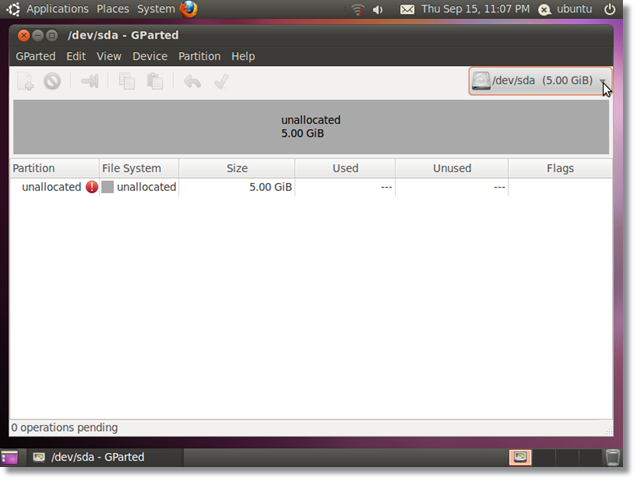 Applications Places System Thu Sep 15, 11:07 PM ubuntu
/dev/sda - GParted
GParted Edit View Device Partition Help
/dev/sda (5.00 GiB)
unallocated
5.00 GiB
Partition File System Size Used Unused Flags
unallocated unallocated 5.00 GiB --- ---
0 operations pending
/dev/sda - GParted